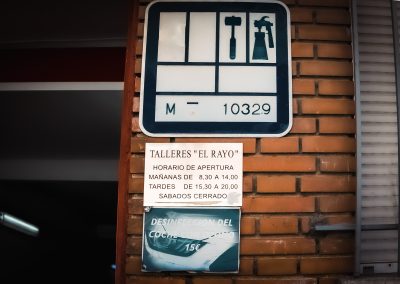 M - 10329
TALLERES "EL RAYO"
HORARIO DE APERTURA
MAÑANAS DE 8,30 A 14,00
TARDES DE 15,30 A 20,00
SABADOS CERRADO
DESINFECCION DEL
COCHE
15€